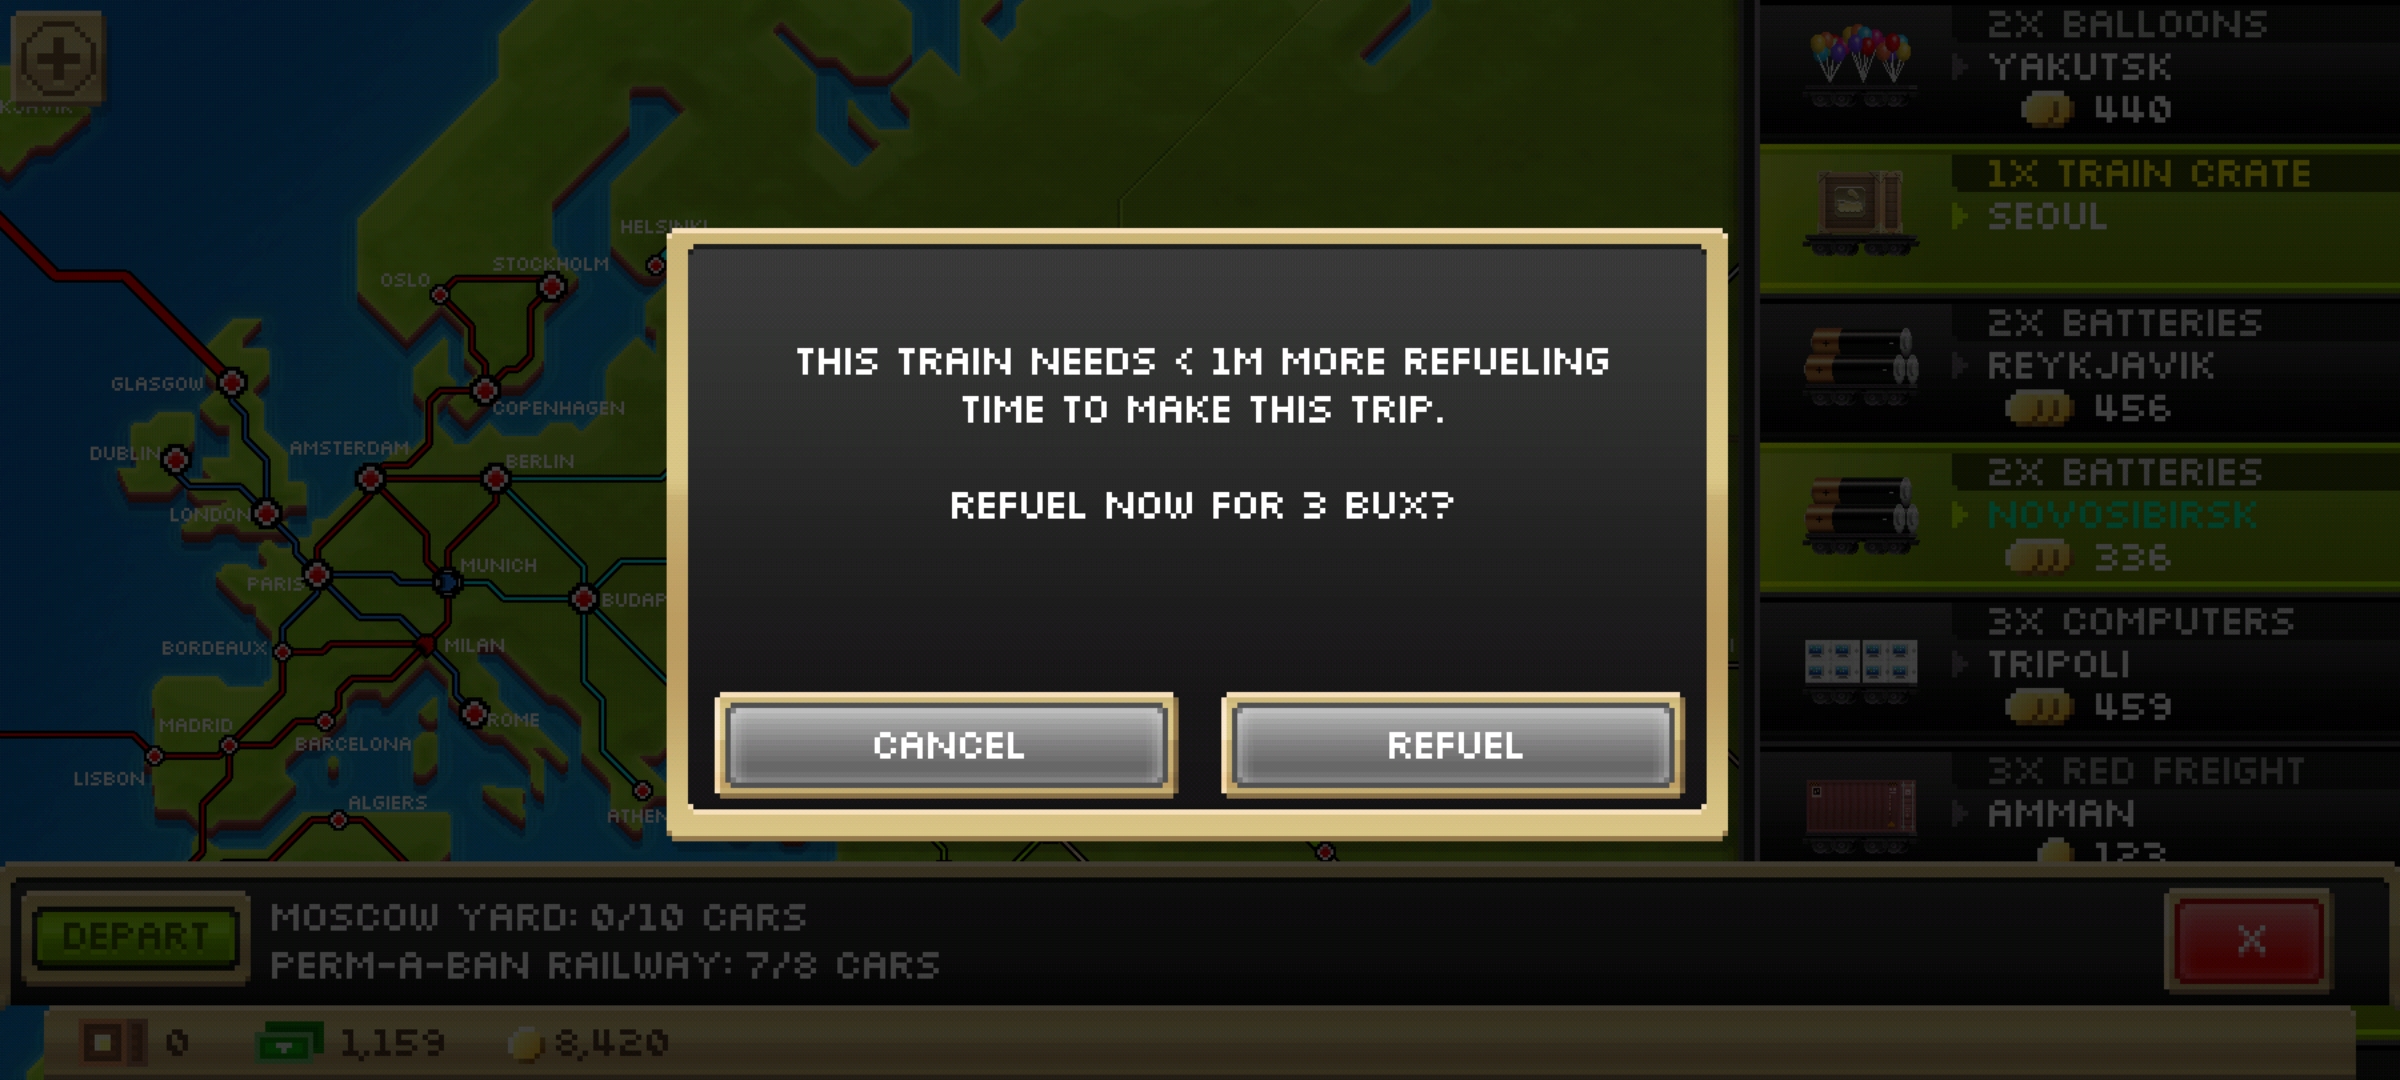 THIS TRAIN NEEDS < 1M MORE REFUELING
TIME TO MAKE THIS TRIP.
REFUEL NOW FOR 3 BUX?
CANCEL
REFUEL
HELSINKI
STOCKHOLM
OSLO
GLASGOW
COPENHAGEN
AMSTERDAM
DUBLIN
BERLIN
LONDON
MUNICH
PARIS
BUDAP
BORDEAUX
MILAN
MADRID
ROME
BARCELONA
LISBON
ALGIERS
ATHEN
2X BALLOONS
YAKUTSK
440
1X TRAIN CRATE
SEOUL
2X BATTERIES
REYKJAVIK
456
2X BATTERIES
NOVOSIBIRSK
336
3X COMPUTERS
TRIPOLI
459
3X RED FREIGHT
AMMAN
123
DEPART
MOSCOW YARD: 0/10 CARS
PERM-A-BAN RAILWAY: 7/8 CARS
X
0
1,159
8,420